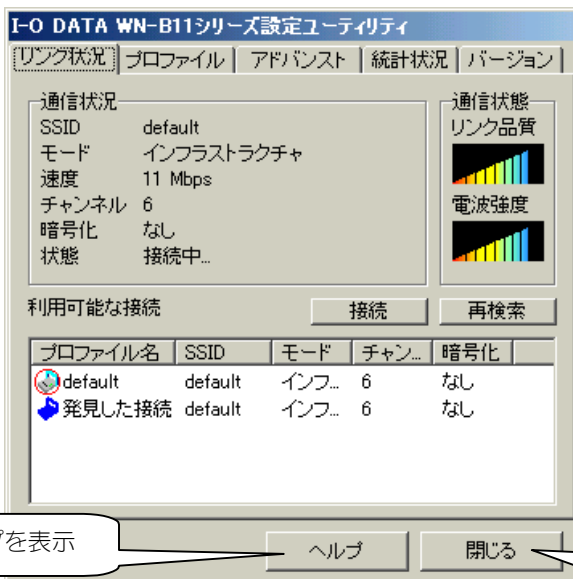 I-O DATA WN-B11シリーズ設定ユーティリティ
リンク状況 プロファイル アドバンスト 統計状況 バージョン
通信状況
SSID default
モード インフラストラクチャ
速度 11 Mbps
チャンネル 6
暗号化 なし
状態 接続中...
通信状態
リンク品質
電波強度
利用可能な接続 接続 再検索
プロファイル名 SSID モード チャン... 暗号化
default default インフ... 6 なし
発見した接続 default インフ... 6 なし
を表示
ヘルプ 閉じる